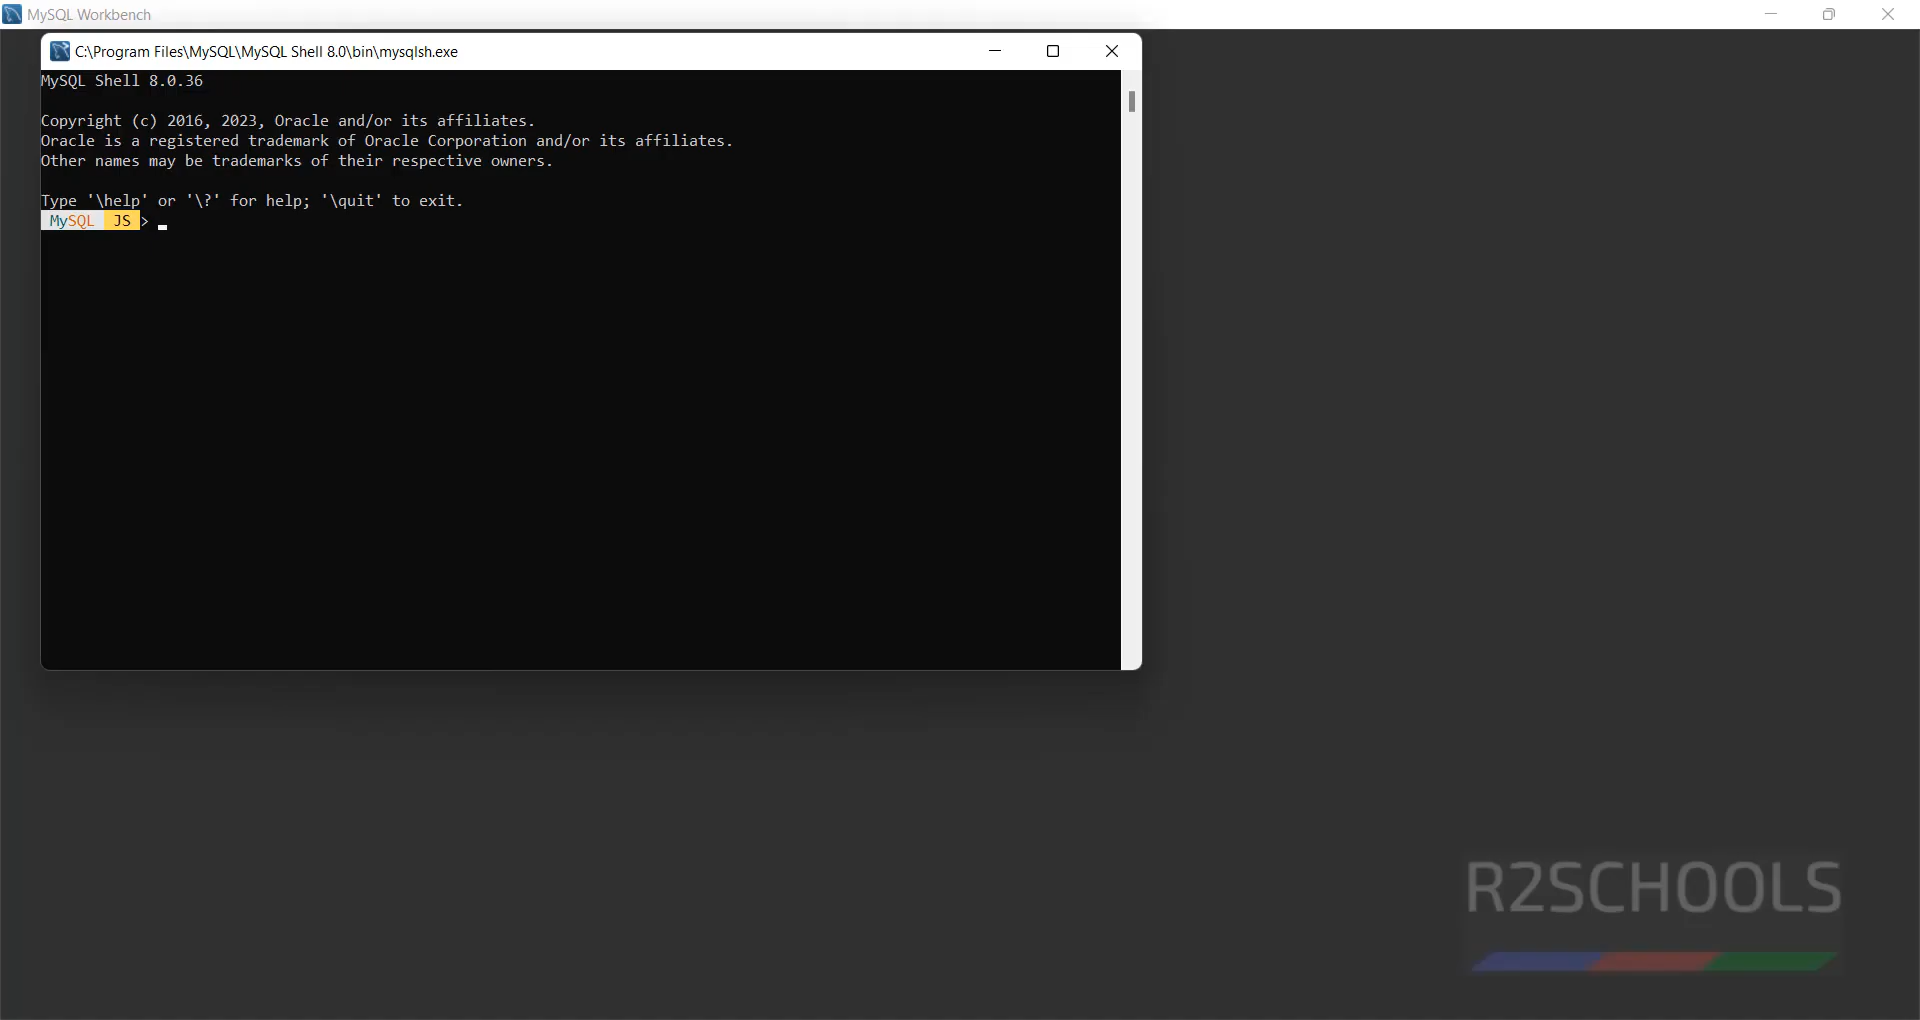 MySQL Workbench
C:\Program Files\MySQL\MySQL Shell 8.0\bin\mysqlsh.exe
MySQL Shell 8.0.36
Copyright (c) 2016, 2023, Oracle and/or its affiliates.
Oracle is a registered trademark of Oracle Corporation and/or its affiliates.
Other names may be trademarks of their respective owners.
Type '\help' or '\?' for help; '\quit' to exit.
MySQL JS >
R2SCHOOLS